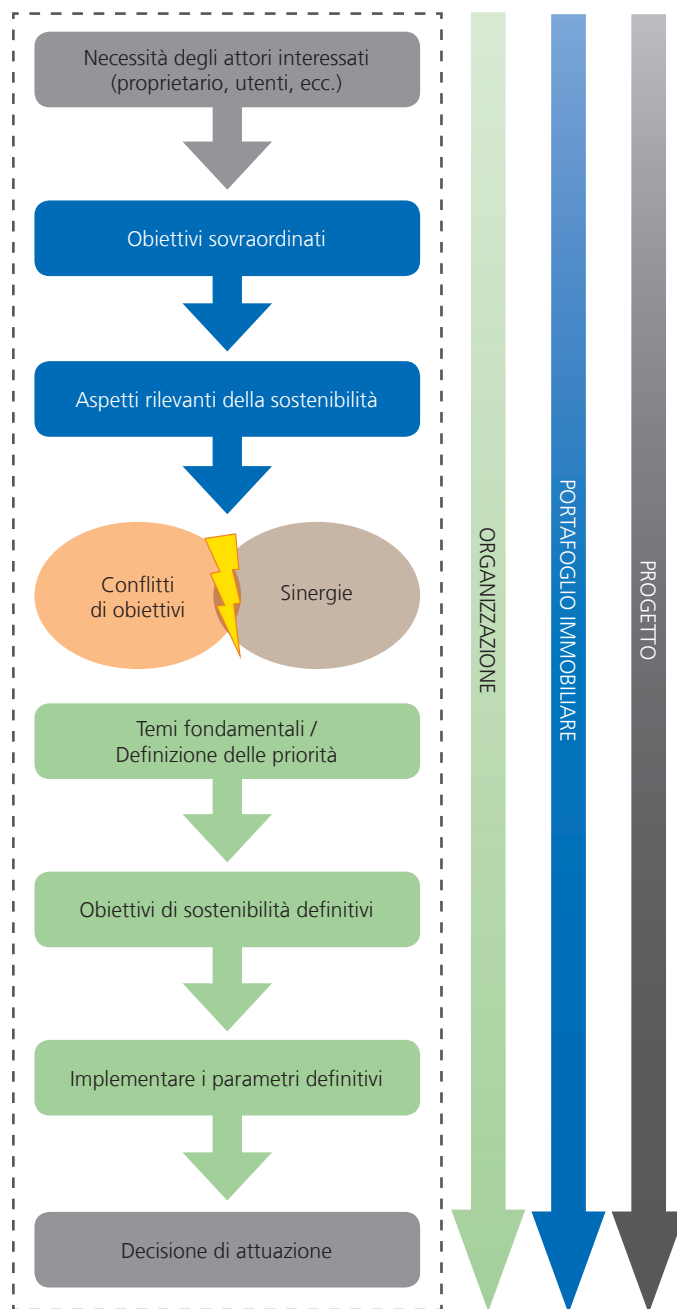 Necessità degli attori interessati
(proprietario, utenti, ecc.)
Obiettivi sovraordinati
Aspetti rilevanti della sostenibilità
Conflitti
di obiettivi
Sinergie
Temi fondamentali /
Definizione delle priorità
Obiettivi di sostenibilità definitivi
Implementare i parametri definitivi
Decisione di attuazione
ORGANIZZAZIONE
PORTAFOGLIO IMMOBILIARE
PROGETTO